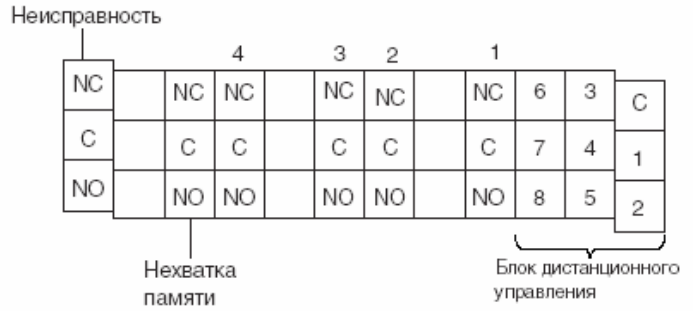 Неисправность
4 3 2 1
NC NC NC NC NC NC 6 3 C
C C C C C C 7 4 1
NO NO NO NO NO NO 8 5 2
Нехватка
памяти
Блок дистанционного
управления